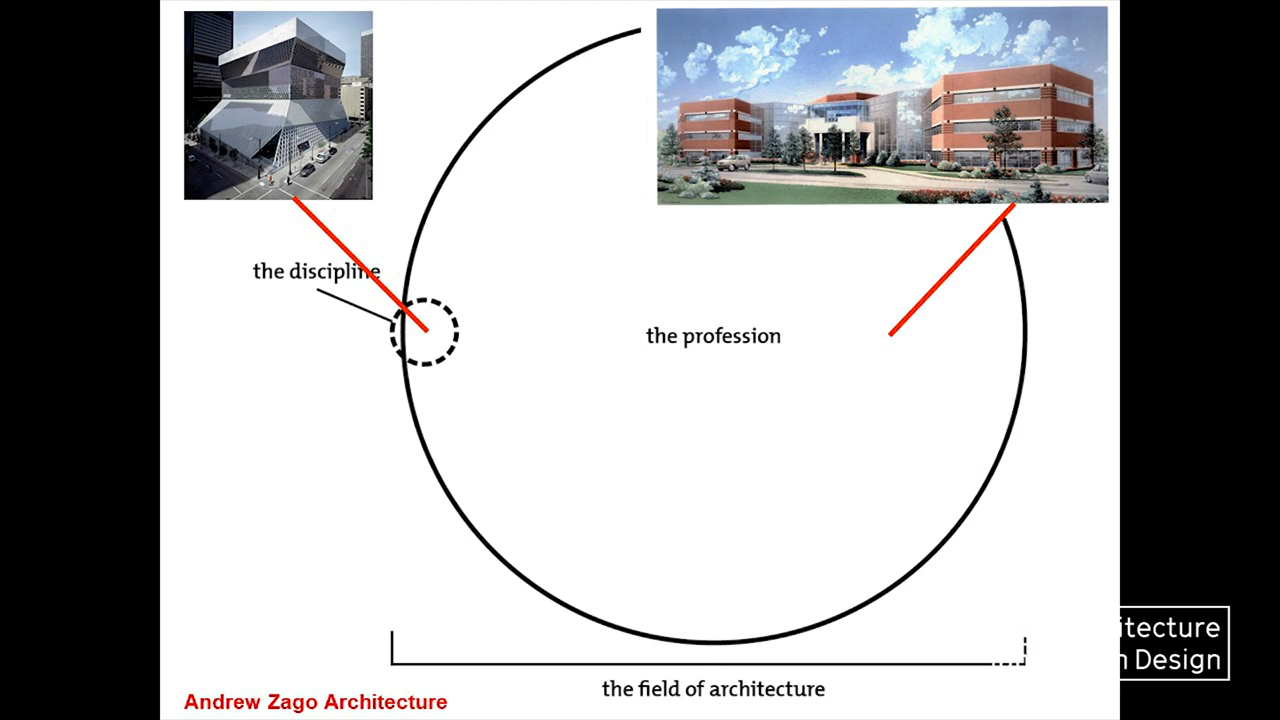 the discipline
the profession
the field of architecture
Andrew Zago Architecture
itecture
n Design